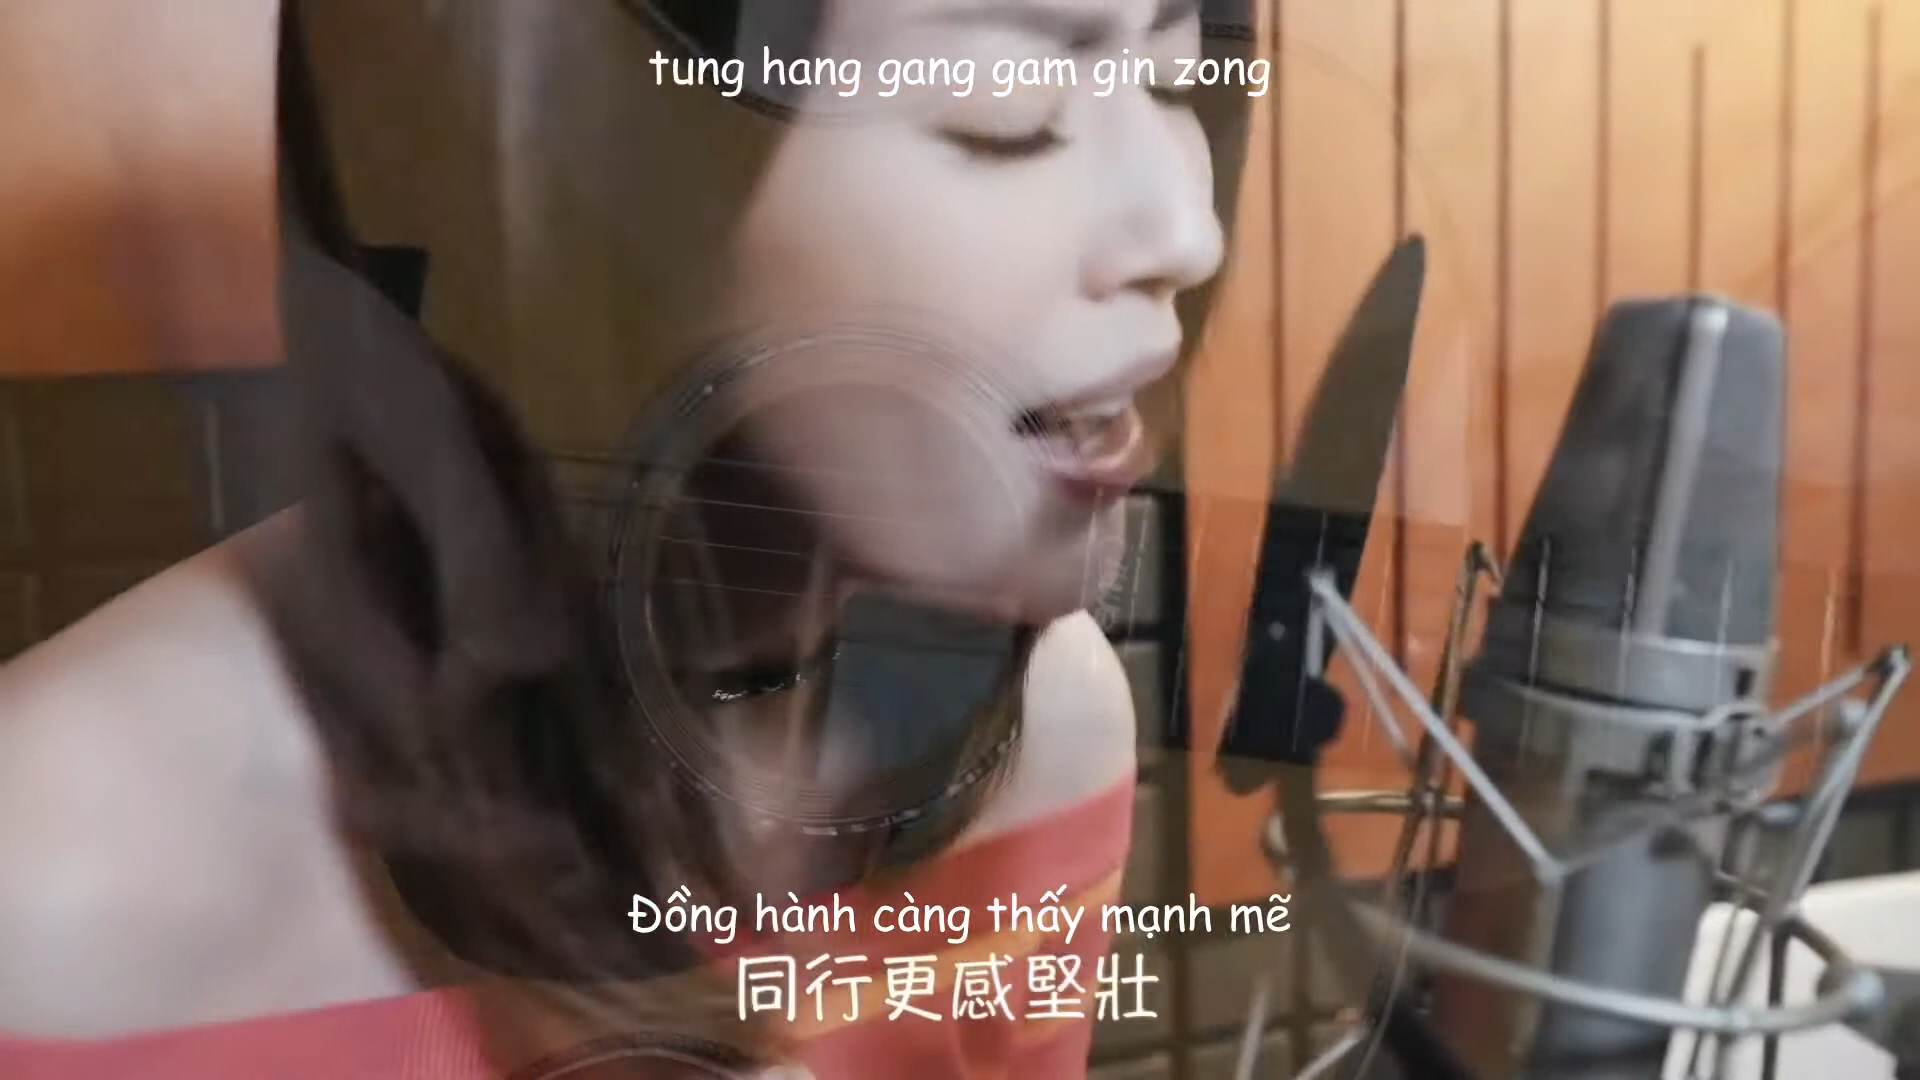 tung hang gang gam gin zong
Đồng hành càng thấy mạnh mẽ
同行更感堅壯